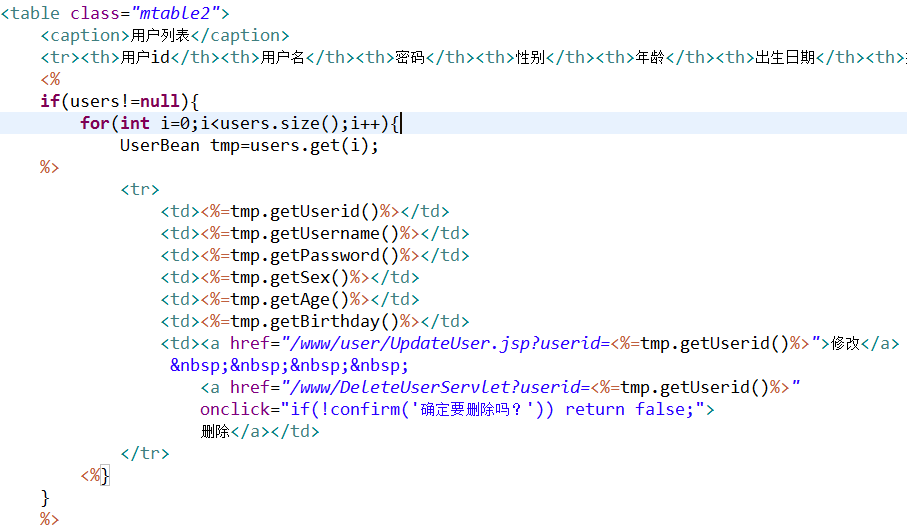 <table class="mtable2">
<caption>用户列表</caption>
<tr><th>用户id</th><th>用户名</th><th>密码</th><th>性别</th><th>年龄</th><th>出生日期</th><th>
<%
if(users!=null){
for(int i=0;i<users.size();i++){
UserBean tmp=users.get(i);
%>
<tr>
<td><%=tmp.getUserid()%></td>
<td><%=tmp.getUsername()%></td>
<td><%=tmp.getPassword()%></td>
<td><%=tmp.getSex()%></td>
<td><%=tmp.getAge()%></td>
<td><%=tmp.getBirthday()%></td>
<td><a href="/www/user/UpdateUser.jsp?userid=<%=tmp.getUserid()%>">修改</a>
&nbsp;&nbsp;&nbsp;&nbsp;
<a href="/www/DeleteUserServlet?userid=<%=tmp.getUserid()%>"
onclick="if(!confirm('确定要删除吗？')) return false;">
删除</a></td>
</tr>
<%}
}
%>